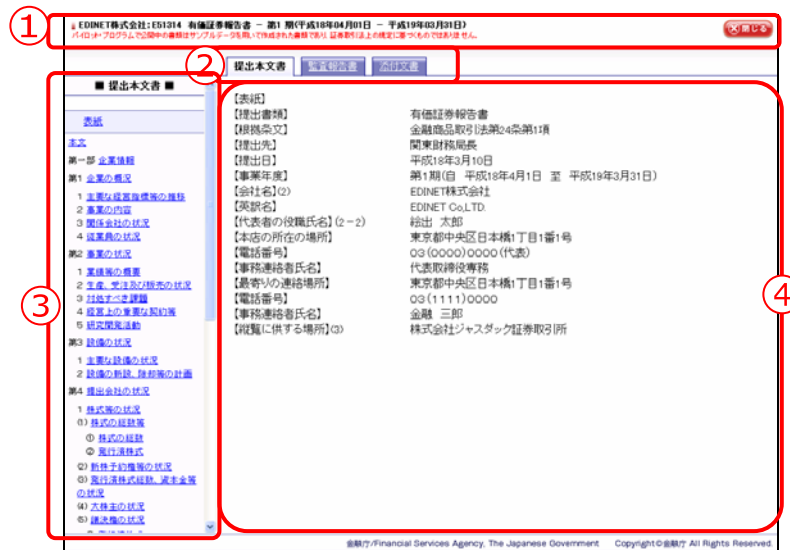 ①
EDINET株式会社：E51314 有価証券報告書 － 第1 期（平成18年04月01日 － 平成19年03月31日）
パイロット・プログラムで公開中の書類はサンプルデータを用いて作成された書類であり、証券取引法上の規定に基づくものではありません。
閉じる
②
提出本文書 監査報告書 添付文書
③
■ 提出本文書 ■
表紙
本文
第一部 企業情報
第1 企業の概況
1 主要な経営指標等の推移
2 事業の内容
3 関係会社の状況
4 従業員の状況
第2 事業の状況
1 業績等の概要
2 生産、受注及び販売の状況
3 対処すべき課題
4 経営上の重要な契約等
5 研究開発活動
第3 設備の状況
1 主要な設備の状況
2 設備の新設、除却等の計画
第4 提出会社の状況
1 株式等の状況
(1) 株式の総数等
① 株式の総数
② 発行済株式
(2) 新株予約権等の状況
(3) 発行済株式総数、資本金等
の状況
(4) 大株主の状況
(5) 議決権の状況
④
【表紙】
【提出書類】 有価証券報告書
【根拠条文】 金融商品取引法第24条第1項
【提出先】 関東財務局長
【提出日】 平成18年3月10日
【事業年度】 第1期（自 平成18年4月1日 至 平成19年3月31日）
【会社名】(2) EDINET株式会社
【英訳名】 EDINET Co,LTD.
【代表者の役職氏名】(2－2) 絵出 太郎
【本店の所在の場所】 東京都中央区日本橋1丁目1番1号
【電話番号】 03(0000)0000(代表)
【事務連絡者氏名】 代表取締役専務
【最寄りの連絡場所】 東京都中央区日本橋1丁目1番1号
【電話番号】 03(1111)0000
【事務連絡者氏名】 金融 三郎
【縦覧に供する場所】(3) 株式会社ジャスダック証券取引所
金融庁/Financial Services Agency, The Japanese Government Copyright©金融庁 All Rights Reserved.